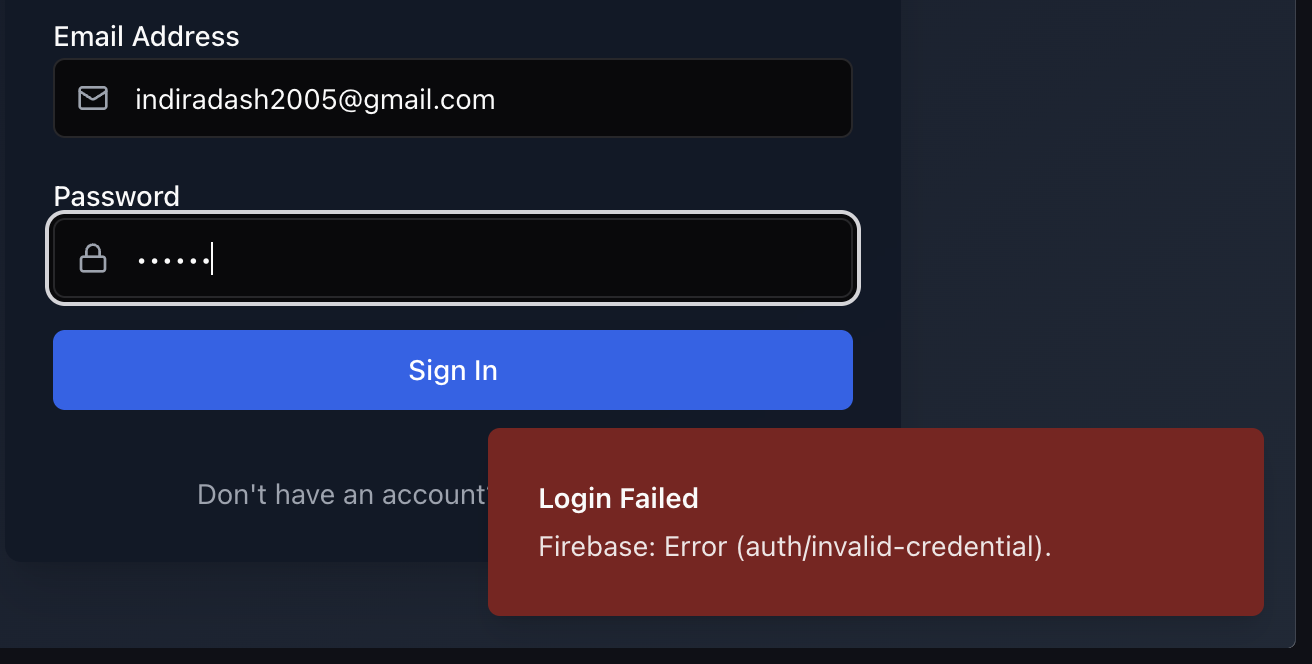 Email Address
indiradash2005@gmail.com
Password
••••••
Sign In
Don't have an account?
Login Failed
Firebase: Error (auth/invalid-credential).